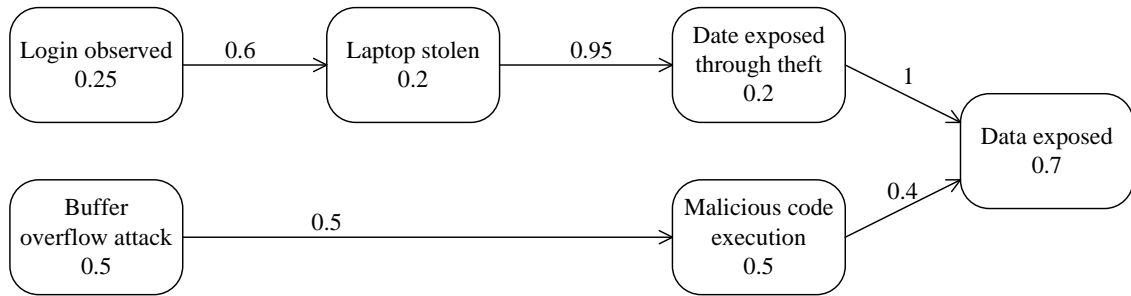 Login observed
0.25
0.6
Laptop stolen
0.2
0.95
Date exposed
through theft
0.2
1
Data exposed
0.7
Buffer
overflow attack
0.5
0.5
Malicious code
execution
0.5
0.4